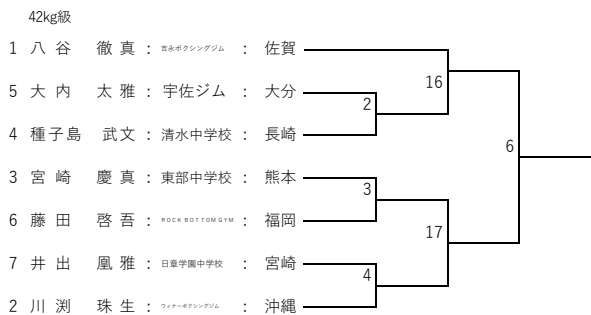 42kg級
1 八谷 徹真 : 吉永ボクシングジム : 佐賀
16
5 大内 太雅 : 宇佐ジム : 大分
2
4 種子島 武文 : 清水中学校 : 長崎
6
3 宮崎 慶真 : 東部中学校 : 熊本
3
6 藤田 啓吾 : ROCK BOTTOM GYM : 福岡
17
7 井出 凰雅 : 日章学園中学校 : 宮崎
4
2 川渕 珠生 : ウィナーボクシングジム : 沖縄